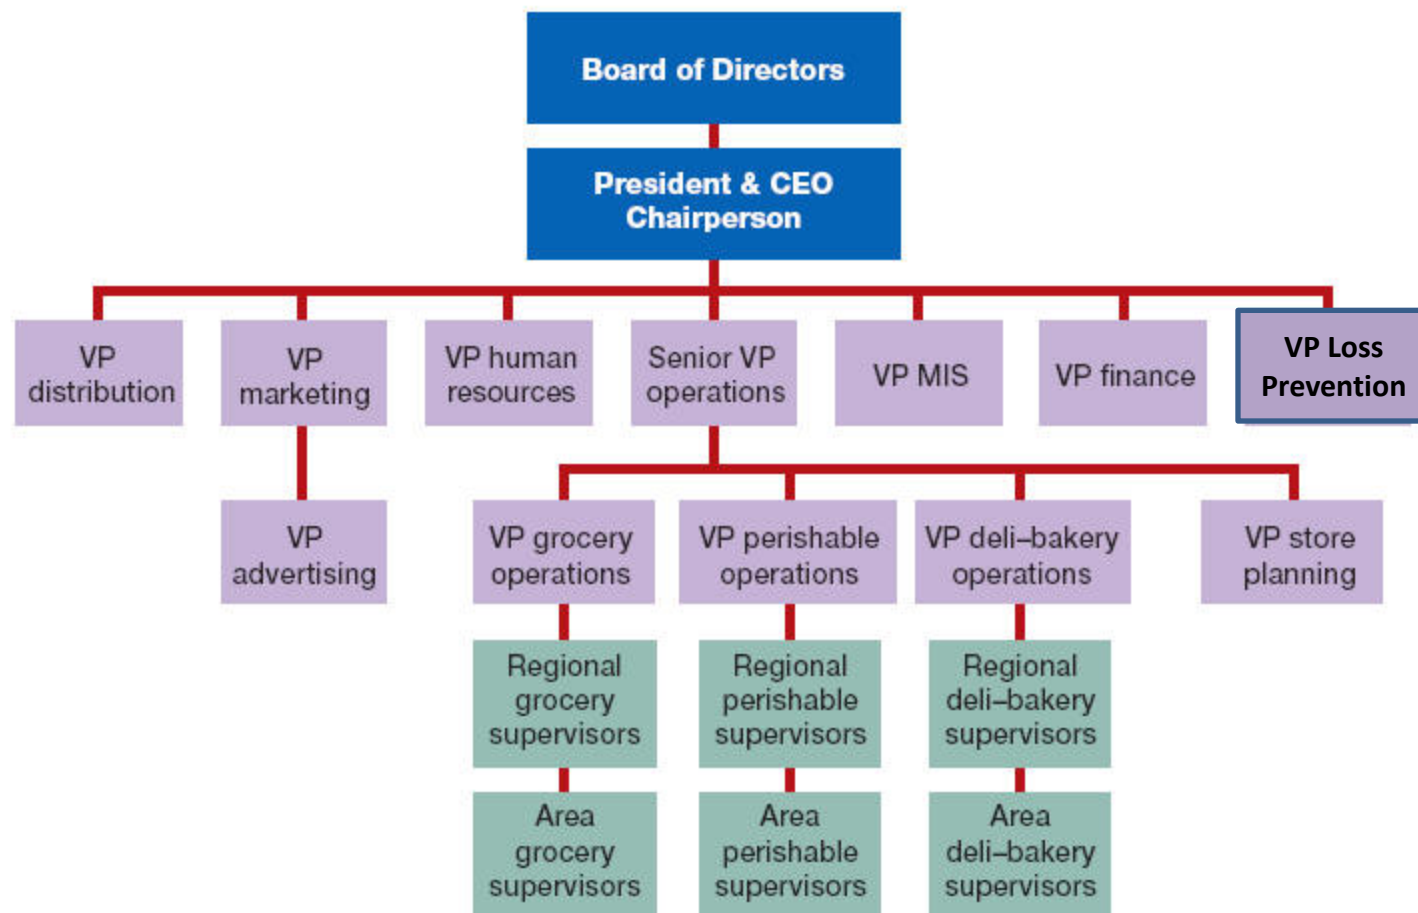 Board of Directors
President & CEO
Chairperson
VP
distribution
VP
marketing
VP human
resources
Senior VP
operations
VP MIS
VP finance
VP Loss
Prevention
VP
advertising
VP grocery
operations
VP perishable
operations
VP deli–bakery
operations
VP store
planning
Regional
grocery
supervisors
Regional
perishable
supervisors
Regional
deli–bakery
supervisors
Area
grocery
supervisors
Area
perishable
supervisors
Area
deli–bakery
supervisors